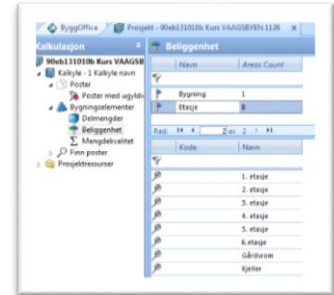 ByggOffice Prosjekt - 90eb131010b Kurs VAAGSBYEN 1128 x
Kalkulasjon
90eb131010b Kurs VAAGSB
Kalkyle - 1 Kalkyle navn
Poster
Poster med ugyldi
Bygningselementer
Delmengder
Beliggenhet
Mengdekvalitet
Finn poster
Prosjektressurser
Beliggenhet
Navn Areas Count
Bygning 1
Etasje 8
Rad: 2 av 2
Kode Navn
1. etasje
2. etasje
3. etasje
4. etasje
5. etasje
6.etasje
Gårdsrom
Kjeller